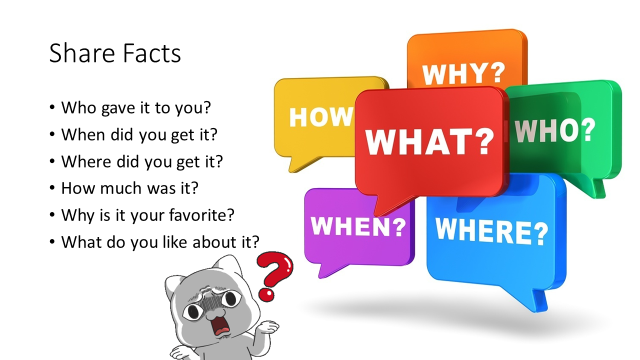 Share Facts
• Who gave it to you?
• When did you get it?
• Where did you get it?
• How much was it?
• Why is it your favorite?
• What do you like about it?
WHY?
HOW
WHAT?
WHO?
WHEN?
WHERE?
?